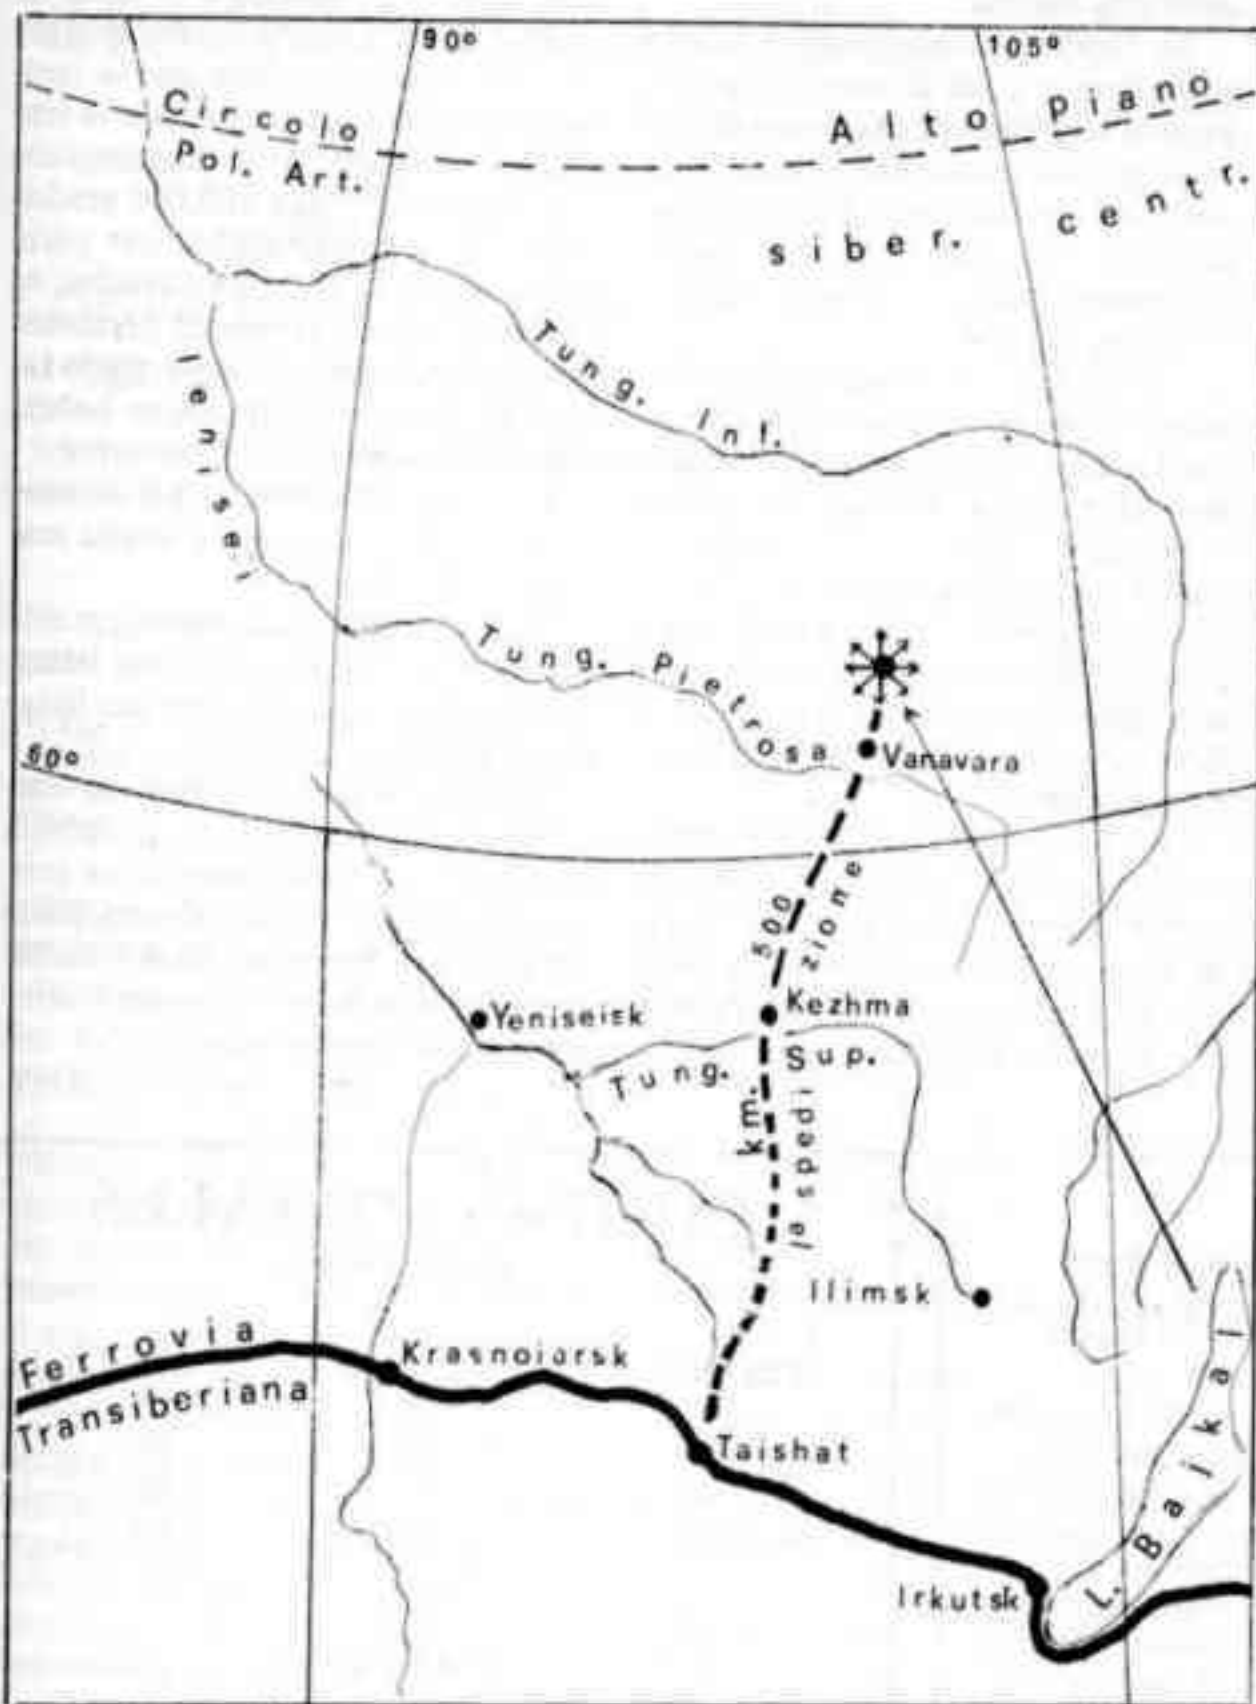 90°
105°
Circolo
Pol. Art.
Alto piano
siber. centr.
Ienisei
Tung. Inf.
Tung. Pietrosa
60°
Vanavara
500 km.
la spedizione
Kezhma
Yeniseisk
Tung. Sup.
Ilimsk
Ferrovia
Transiberiana
Krasnoiarsk
Taishat
Irkutsk
L. Bajkal